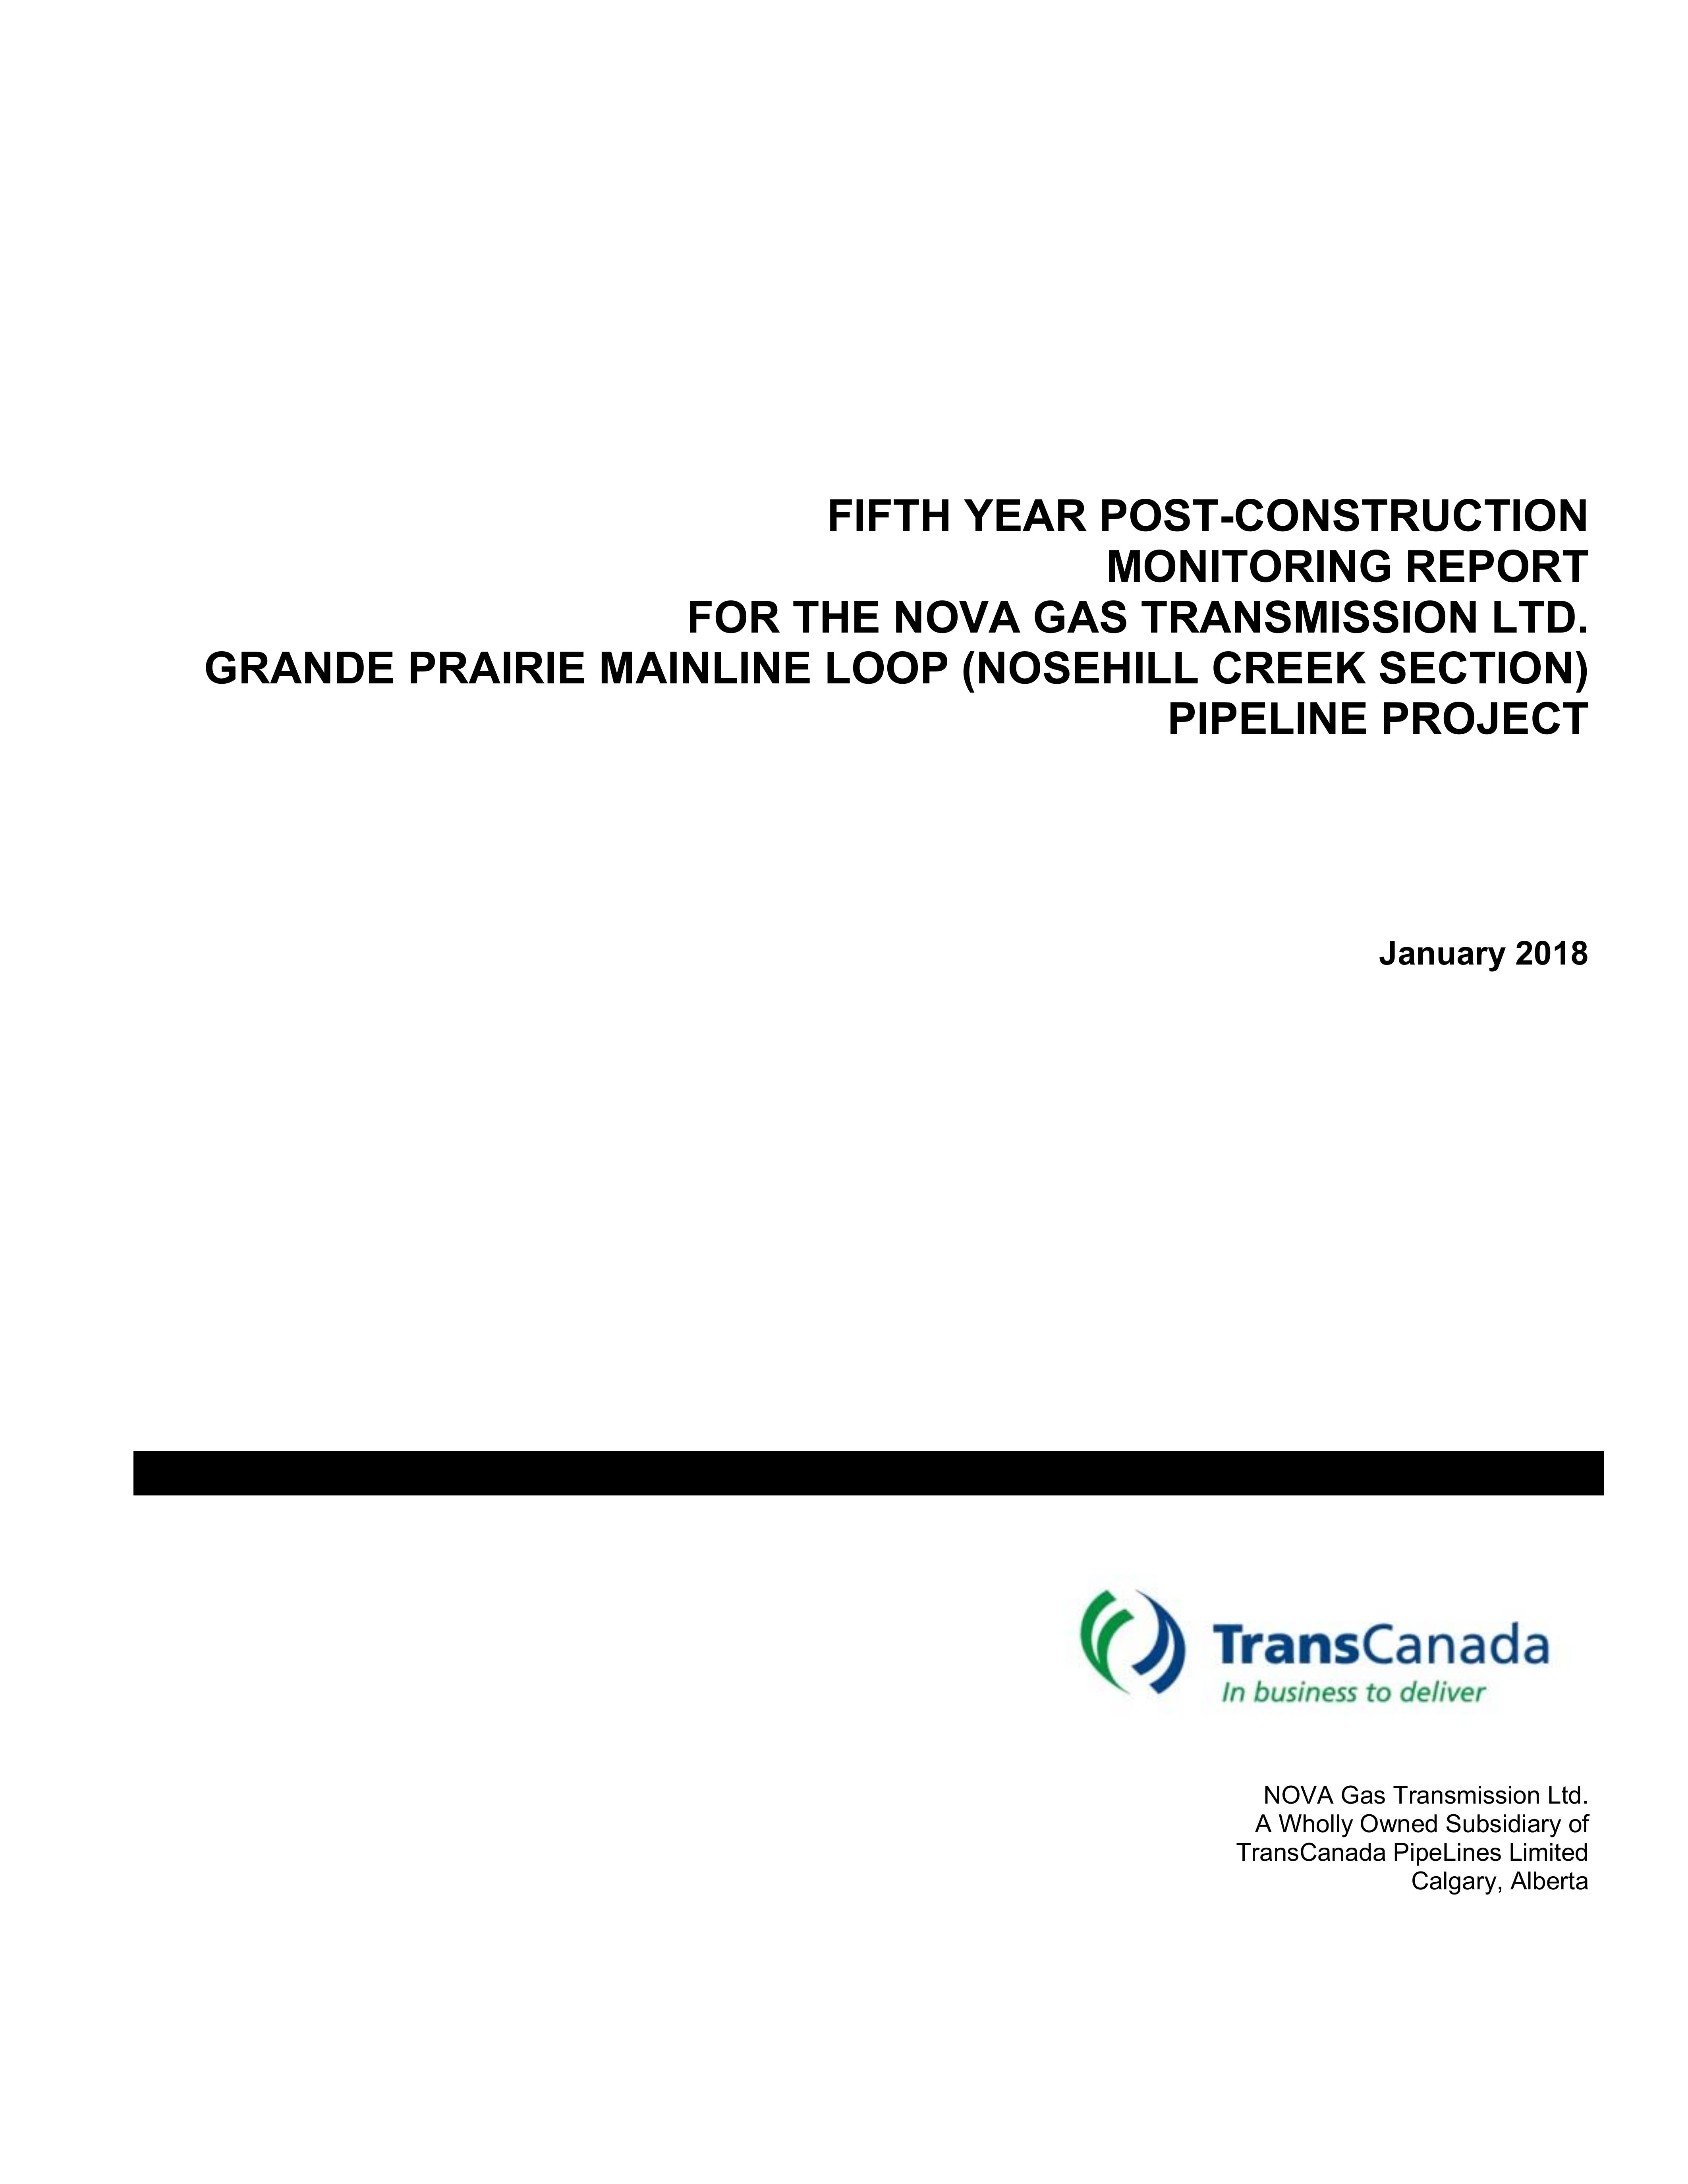 FIFTH YEAR POST-CONSTRUCTION
MONITORING REPORT
FOR THE NOVA GAS TRANSMISSION LTD.
GRANDE PRAIRIE MAINLINE LOOP (NOSEHILL CREEK SECTION)
PIPELINE PROJECT
January 2018
TransCanada
In business to deliver
NOVA Gas Transmission Ltd.
A Wholly Owned Subsidiary of
TransCanada PipeLines Limited
Calgary, Alberta